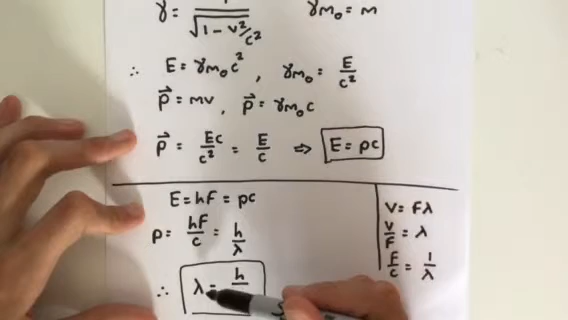 γ = 1/√(1 - v²/c²)    γm₀ = m
∴ E = γm₀c², γm₀ = E/c²
p⃗ = mv, p⃗ = γm₀c
p⃗ = Ec/c² = E/c ⇨ E = pc
E = hf = pc
p = hf/c = h/λ
∴ λ = h
v = fλ
v/f = λ
f/c = 1/λ